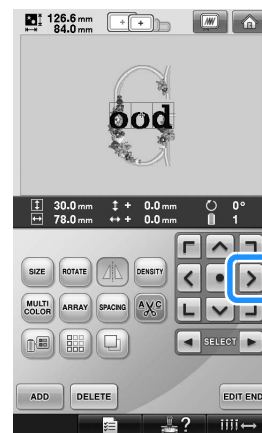 126.6 mm
84.0 mm
ood
30.0 mm + 0.0 mm 0°
78.0 mm + 0.0 mm 1
SIZE ROTATE DENSITY
MULTI COLOR ARRAY SPACING ABC
SELECT
ADD DELETE EDIT END
?